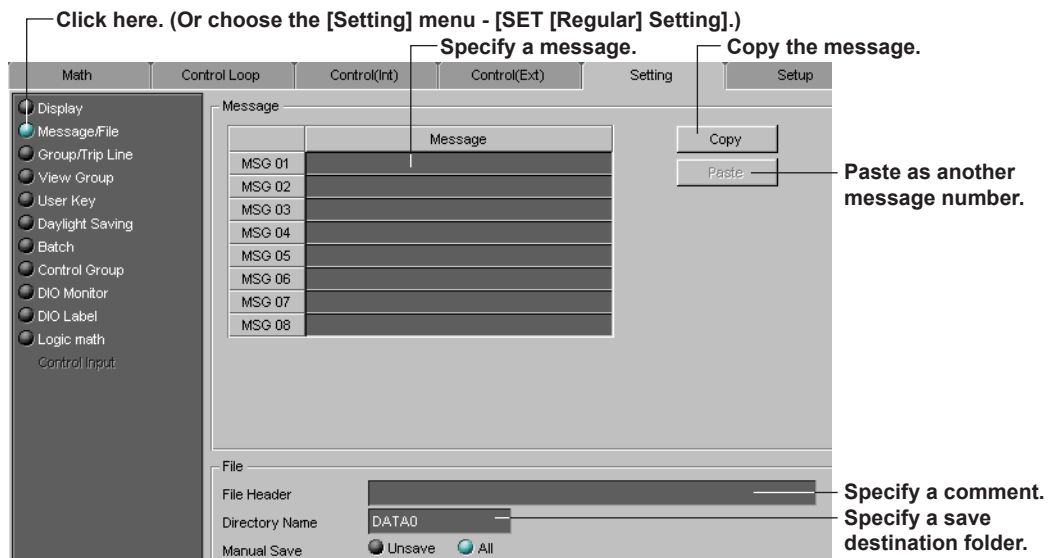 Click here. (Or choose the [Setting] menu - [SET [Regular] Setting].)
Specify a message.
Copy the message.
Math
Control Loop
Control(Int)
Control(Ext)
Setting
Setup
Display
Message/File
Group/Trip Line
View Group
User Key
Daylight Saving
Batch
Control Group
DIO Monitor
DIO Label
Logic math
Control Input
Message
Message
MSG 01
MSG 02
MSG 03
MSG 04
MSG 05
MSG 06
MSG 07
MSG 08
Copy
Paste
Paste as another
message number.
File
File Header
Specify a comment.
Directory Name DATA0
Specify a save
destination folder.
Manual Save Unsave All